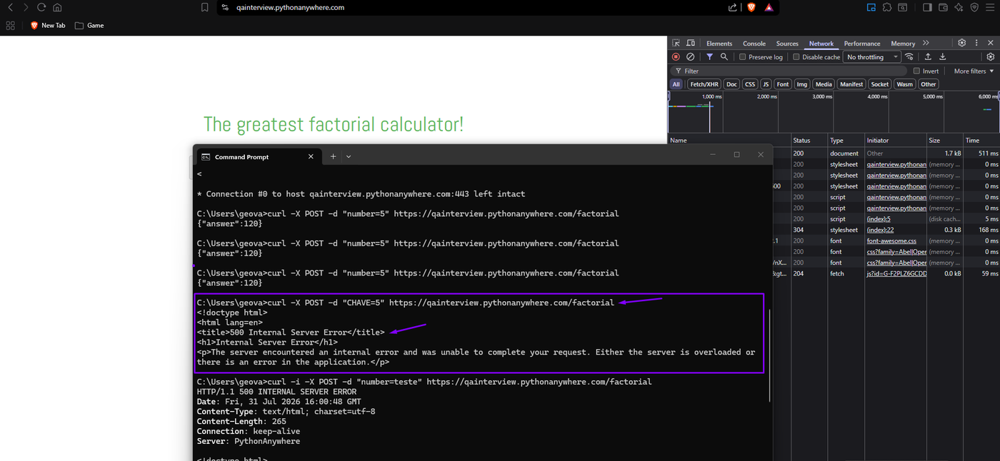 qainterview.pythonanywhere.com
New Tab
Game
Elements
Console
Sources
Network
Performance
Memory
Preserve log
Disable cache
No throttling
Filter
Invert
More filters
All
Fetch/XHR
Doc
CSS
JS
Font
Img
Media
Manifest
Socket
Wasm
Other
1,000 ms
2,000 ms
3,000 ms
4,000 ms
5,000 ms
6,000 ms
Name Status Type Initiator Size Time
200 document Other 1.7 kB 511 ms
200 stylesheet qainterview.pythonan (memory ... 0 ms
200 stylesheet qainterview.pythonan (memory ... 0 ms
200 stylesheet qainterview.pythonan (memory ... 0 ms
200 script qainterview.pythonan (memory ... 0 ms
200 script qainterview.pythonan (memory ... 0 ms
200 script (index):5 (disk cach... 5 ms
304 stylesheet (index):22 0.3 kB 168 ms
200 font font-awesome.css (memory ... 0 ms
200 font css?family=Abel|Oper (memory ... 0 ms
200 font css?family=Abel|Oper (memory ... 0 ms
204 fetch js?id=G-F2PLZ6GCDD 0.0 kB 59 ms
The greatest factorial calculator!
Command Prompt
<
* Connection #0 to host qainterview.pythonanywhere.com:443 left intact
C:\Users\geova>curl -X POST -d "number=5" https://qainterview.pythonanywhere.com/factorial
{"answer":120}
C:\Users\geova>curl -X POST -d "number=5" https://qainterview.pythonanywhere.com/factorial
{"answer":120}
C:\Users\geova>curl -X POST -d "number=5" https://qainterview.pythonanywhere.com/factorial
{"answer":120}
C:\Users\geova>curl -X POST -d "CHAVE=5" https://qainterview.pythonanywhere.com/factorial
<!doctype html>
<html lang=en>
<title>500 Internal Server Error</title>
<h1>Internal Server Error</h1>
<p>The server encountered an internal error and was unable to complete your request. Either the server is overloaded or
there is an error in the application.</p>
C:\Users\geova>curl -i -X POST -d "number=teste" https://qainterview.pythonanywhere.com/factorial
HTTP/1.1 500 INTERNAL SERVER ERROR
Date: Fri, 31 Jul 2026 16:00:48 GMT
Content-Type: text/html; charset=utf-8
Content-Length: 265
Connection: keep-alive
Server: PythonAnywhere
<!doctype html>